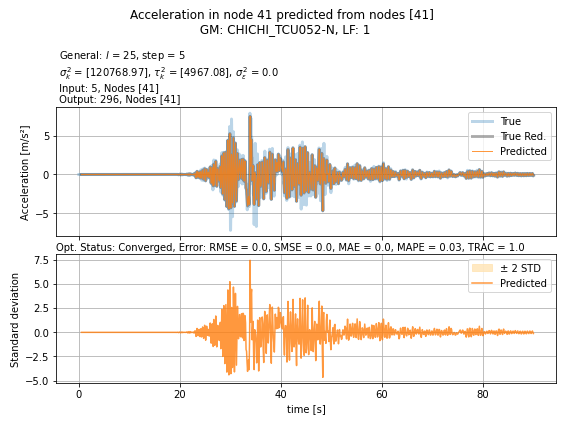 Acceleration in node 41 predicted from nodes [41]
GM: CHICHI_TCU052-N, LF: 1
General: l = 25, step = 5
σ²ₖ = [120768.97], τ²ₖ = [4967.08], σ²ε = 0.0
Input: 5, Nodes [41]
Output: 296, Nodes [41]
Acceleration [m/s²]
5
0
−5
True
True Red.
Predicted
Opt. Status: Converged, Error: RMSE = 0.0, SMSE = 0.0, MAE = 0.0, MAPE = 0.03, TRAC = 1.0
Standard deviation
7.5
5.0
2.5
0.0
−2.5
−5.0
± 2 STD
Predicted
0 20 40 60 80
time [s]